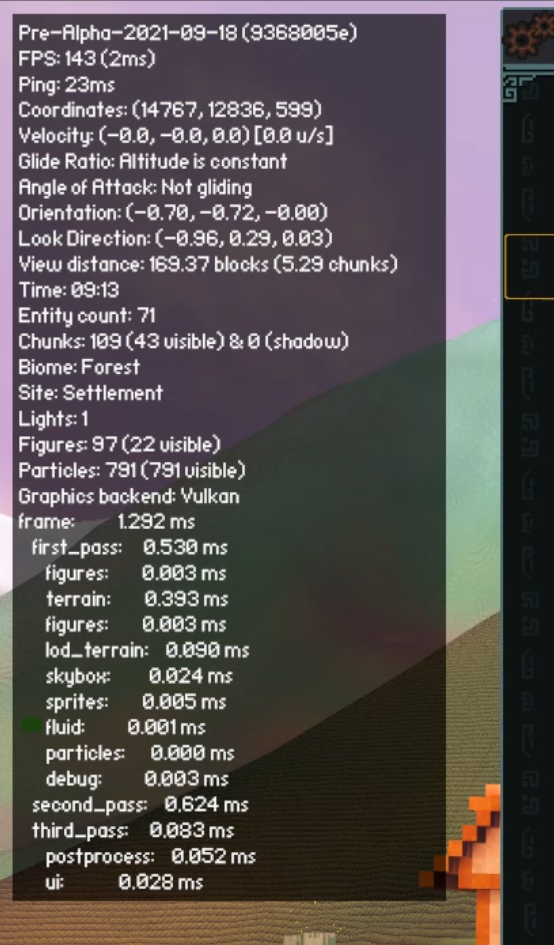 Pre-Alpha-2021-09-18 (9368005e)
FPS: 143 (2ms)
Ping: 23ms
Coordinates: (14767, 12836, 599)
Velocity: (-0.0, -0.0, 0.0) [0.0 u/s]
Glide Ratio: Altitude is constant
Angle of Attack: Not gliding
Orientation: (-0.70, -0.72, -0.00)
Look Direction: (-0.96, 0.29, 0.03)
View distance: 169.37 blocks (5.29 chunks)
Time: 09:13
Entity count: 71
Chunks: 109 (43 visible) & 0 (shadow)
Biome: Forest
Site: Settlement
Lights: 1
Figures: 97 (22 visible)
Particles: 791 (791 visible)
Graphics backend: Vulkan
frame: 1.292 ms
first_pass: 0.530 ms
figures: 0.003 ms
terrain: 0.393 ms
figures: 0.003 ms
lod_terrain: 0.090 ms
skybox: 0.024 ms
sprites: 0.005 ms
fluid: 0.001 ms
particles: 0.000 ms
debug: 0.003 ms
second_pass: 0.624 ms
third_pass: 0.083 ms
postprocess: 0.052 ms
ui: 0.028 ms